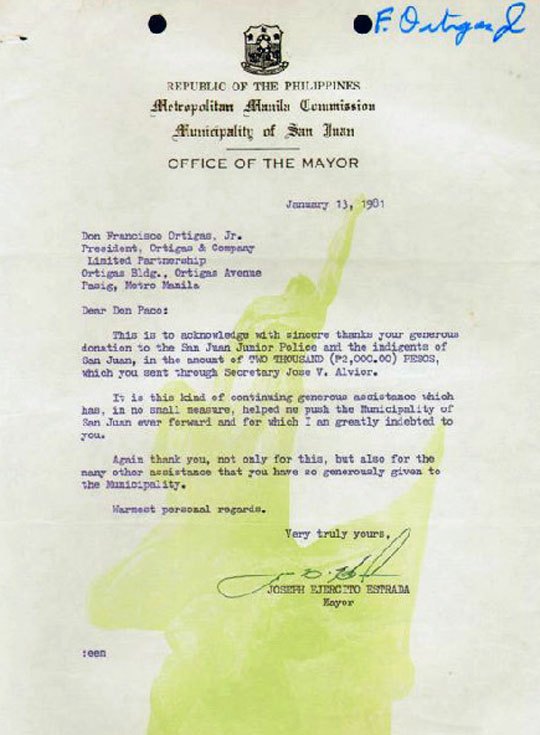 F. Ortigas J
REPUBLIC OF THE PHILIPPINES
Metropolitan Manila Commission
Municipality of San Juan
OFFICE OF THE MAYOR
January 13, 1981
Don Francisco Ortigas, Jr.
President, Ortigas & Company
Limited Partnership
Ortigas Bldg., Ortigas Avenue
Pasig, Metro Manila
Dear Don Paco:
This is to acknowledge with sincere thanks your generous
donation to the San Juan Junior Police and the indigents of
San Juan, in the amount of TWO THOUSAND (₱2,000.00) PESOS,
which you sent through Secretary Jose V. Alvior.
It is this kind of continuing generous assistance which
has, in no small measure, helped me push the Municipality of
San Juan ever forward and for which I am greatly indebted to
you.
Again thank you, not only for this, but also for the
many other assistance that you have so generously given to
the Municipality.
Warmest personal regards.
Very truly yours,
JOSEPH EJERCITO ESTRADA
Mayor
:een